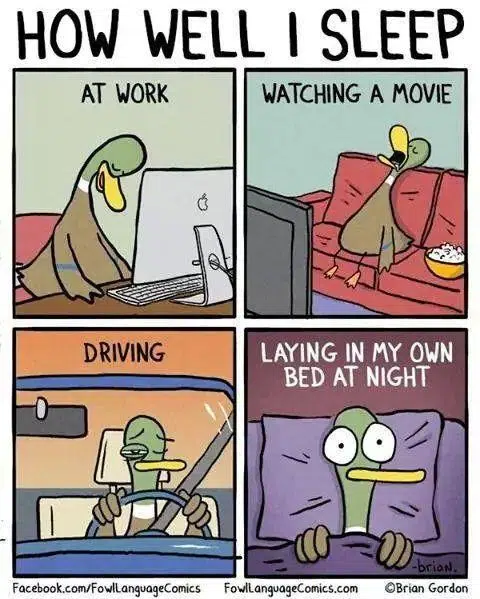 HOW WELL I SLEEP
AT WORK
WATCHING A MOVIE
DRIVING
LAYING IN MY OWN
BED AT NIGHT
-BRIAN.
Facebook.com/FowlLanguageComics FowlLanguageComics.com ©Brian Gordon